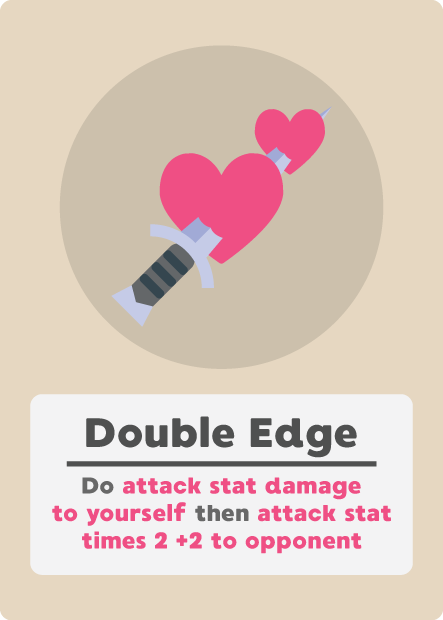 Double Edge
Do attack stat damage
to yourself then attack stat
times 2 +2 to opponent